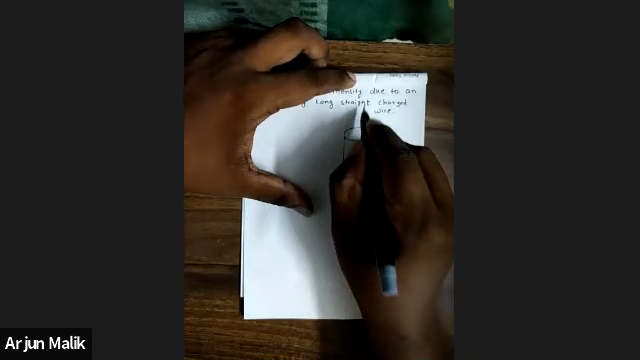 due to an
long straight charged
wire.
Arjun Malik